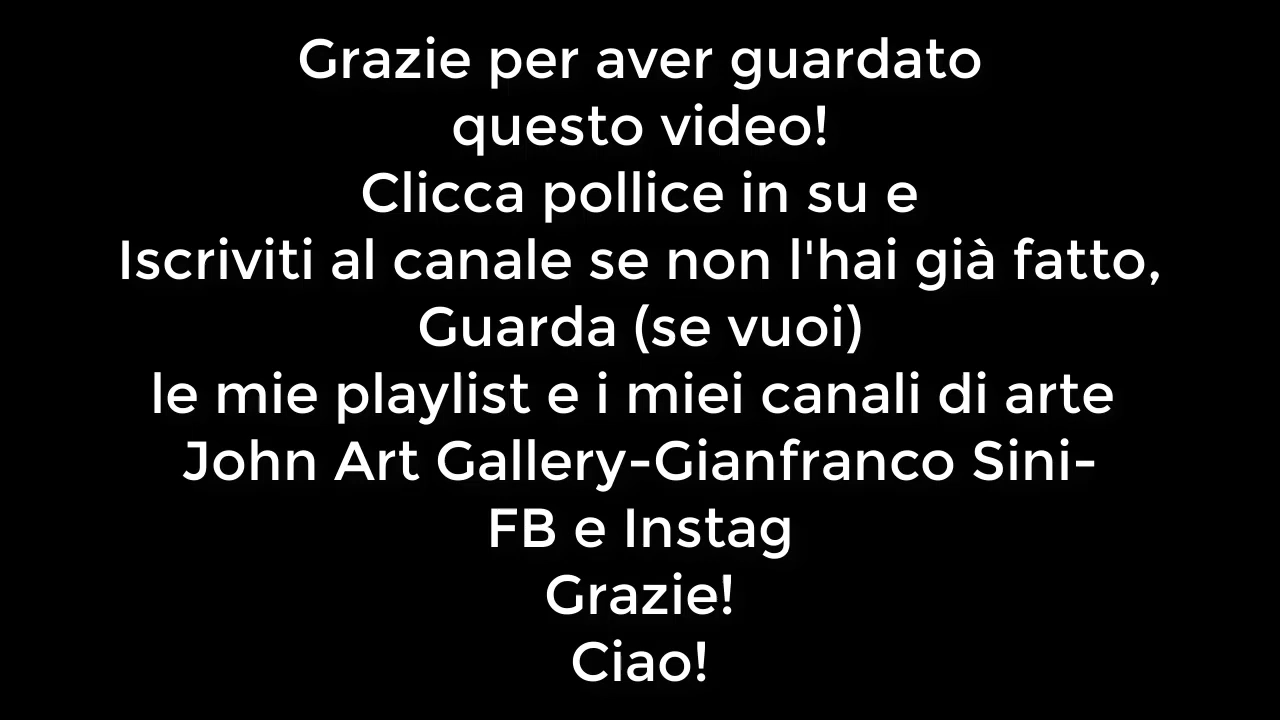 Grazie per aver guardato
questo video!
Clicca pollice in su e
Iscriviti al canale se non l'hai già fatto,
Guarda (se vuoi)
le mie playlist e i miei canali di arte
John Art Gallery-Gianfranco Sini-
FB e Instag
Grazie!
Ciao!